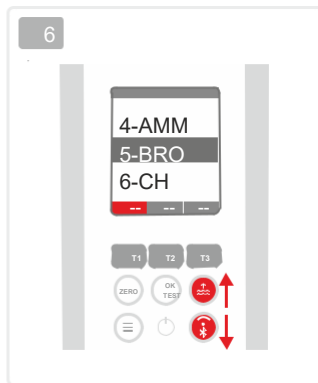 6
4-AMM
5-BRO
6-CH
-- -- --
T1 T2 T3
ZERO OK TEST